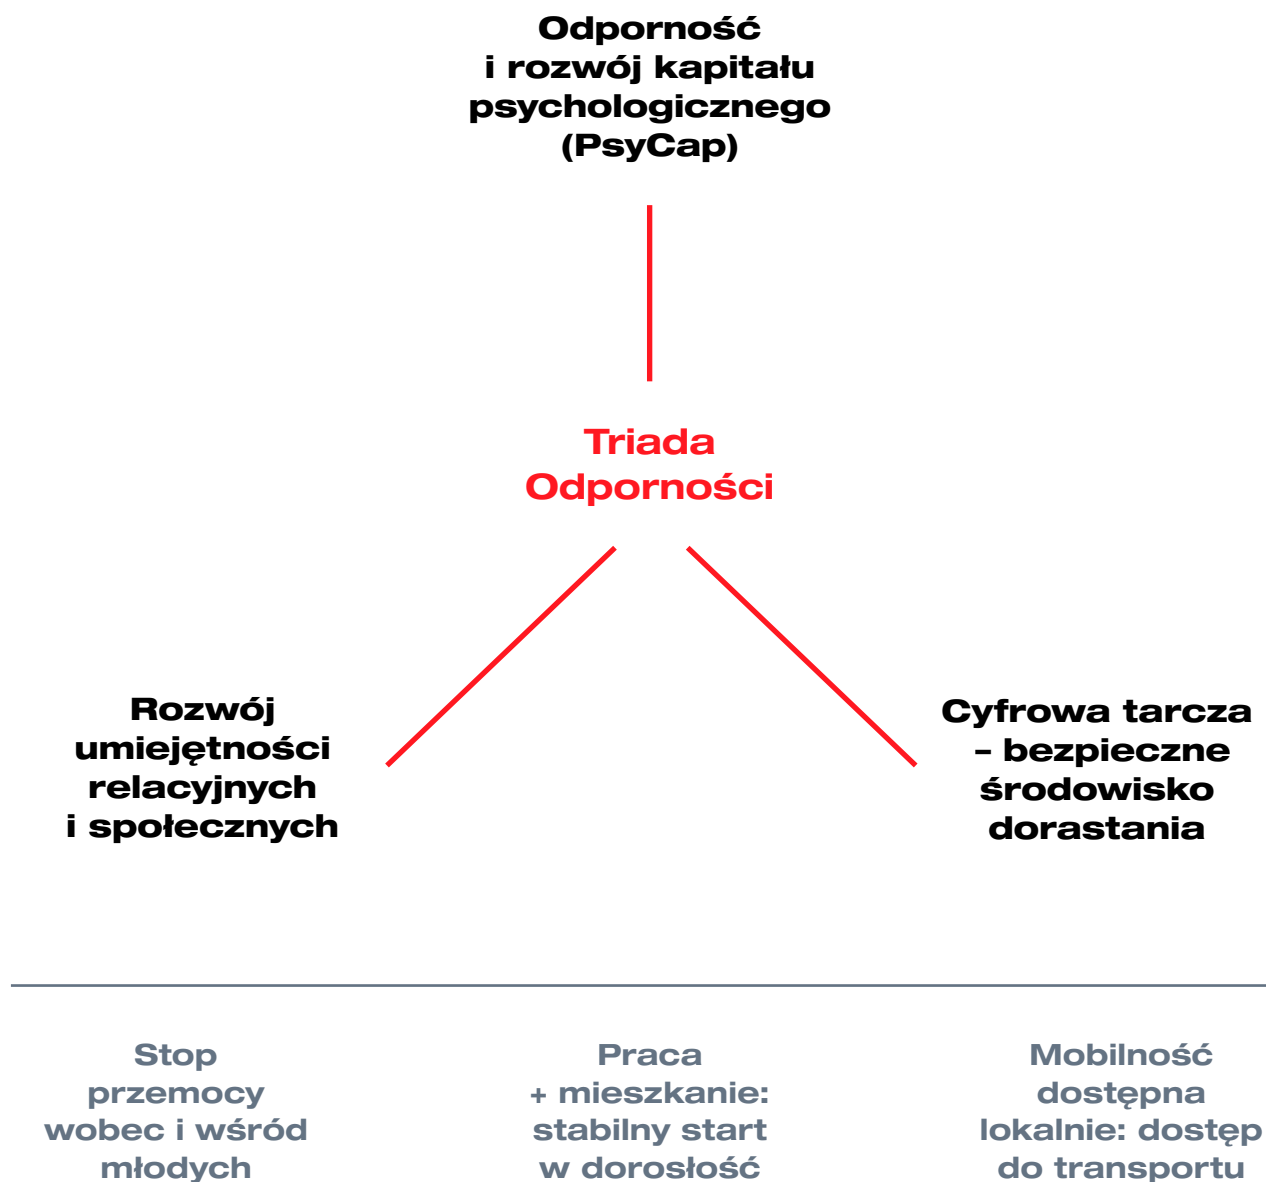 Odporność
i rozwój kapitału
psychologicznego
(PsyCap)
Triada
Odporności
Rozwój
umiejętności
relacyjnych
i społecznych
Cyfrowa tarcza
– bezpieczne
środowisko
dorastania
Stop
przemocy
wobec i wśród
młodych
Praca
+ mieszkanie:
stabilny start
w dorosłość
Mobilność
dostępna
lokalnie: dostęp
do transportu